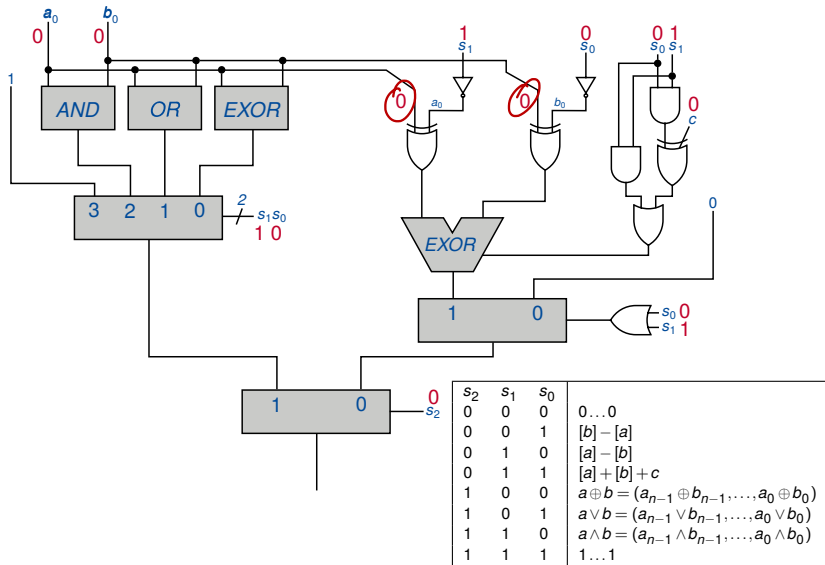 a0 b0
0 0
1 0 0 1
s1 s0 s0 s1
1
AND OR EXOR
0 a0 0 b0
0
c
3 2 1 0
2
s1s0
1 0
0
EXOR
1 0
s0 0
s1 1
1 0
0
s2
s2 s1 s0
0 0 0 0…0
0 0 1 [b]−[a]
0 1 0 [a]−[b]
0 1 1 [a]+[b]+c
1 0 0 a⊕b = (an−1 ⊕bn−1,…,a0 ⊕b0)
1 0 1 a∨b = (an−1 ∨bn−1,…,a0 ∨b0)
1 1 0 a∧b = (an−1 ∧bn−1,…,a0 ∧b0)
1 1 1 1…1